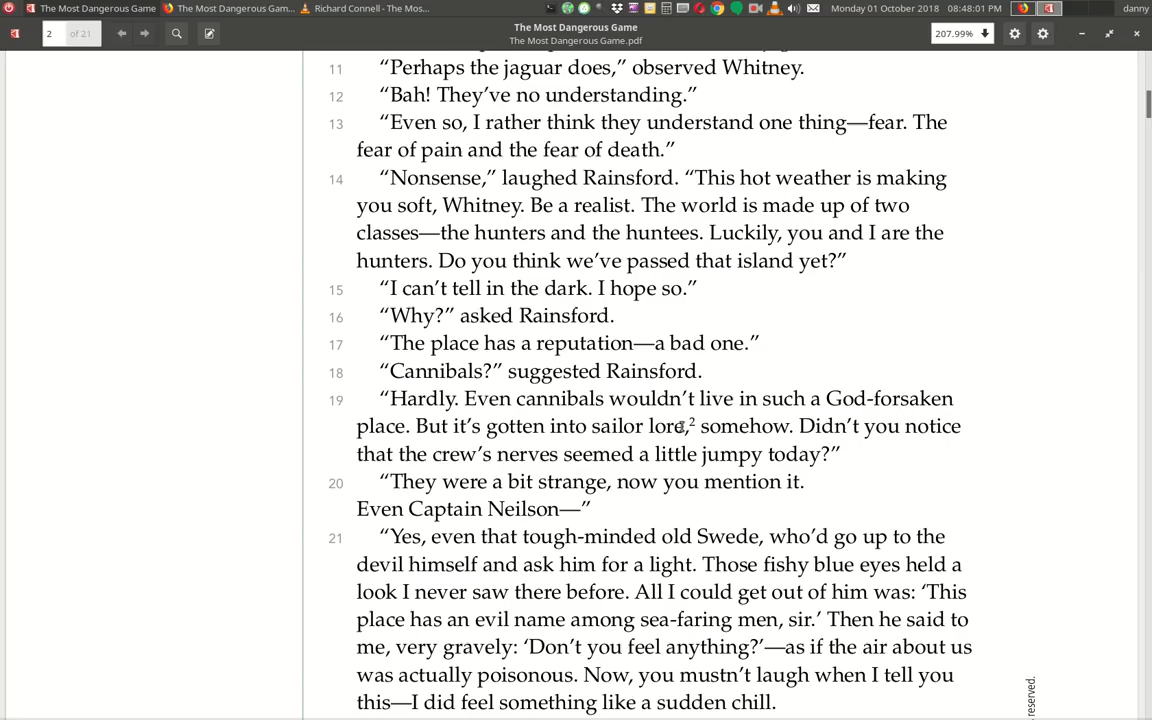 The Most Dangerous Game
The Most Dangerous Gam...
Richard Connell - The Mos...
Monday 01 October 2018 | 08:48:01 PM
danny
2
of 21
The Most Dangerous Game
The Most Dangerous Game.pdf
207.99%
11 “Perhaps the jaguar does,” observed Whitney.
12 “Bah! They’ve no understanding.”
13 “Even so, I rather think they understand one thing—fear. The
fear of pain and the fear of death.”
14 “Nonsense,” laughed Rainsford. “This hot weather is making
you soft, Whitney. Be a realist. The world is made up of two
classes—the hunters and the huntees. Luckily, you and I are the
hunters. Do you think we’ve passed that island yet?”
15 “I can’t tell in the dark. I hope so.”
16 “Why?” asked Rainsford.
17 “The place has a reputation—a bad one.”
18 “Cannibals?” suggested Rainsford.
19 “Hardly. Even cannibals wouldn’t live in such a God-forsaken
place. But it’s gotten into sailor lore,² somehow. Didn’t you notice
that the crew’s nerves seemed a little jumpy today?”
20 “They were a bit strange, now you mention it.
Even Captain Neilson—”
21 “Yes, even that tough-minded old Swede, who’d go up to the
devil himself and ask him for a light. Those fishy blue eyes held a
look I never saw there before. All I could get out of him was: ‘This
place has an evil name among sea-faring men, sir.’ Then he said to
me, very gravely: ‘Don’t you feel anything?’—as if the air about us
was actually poisonous. Now, you mustn’t laugh when I tell you
this—I did feel something like a sudden chill.
reserved.